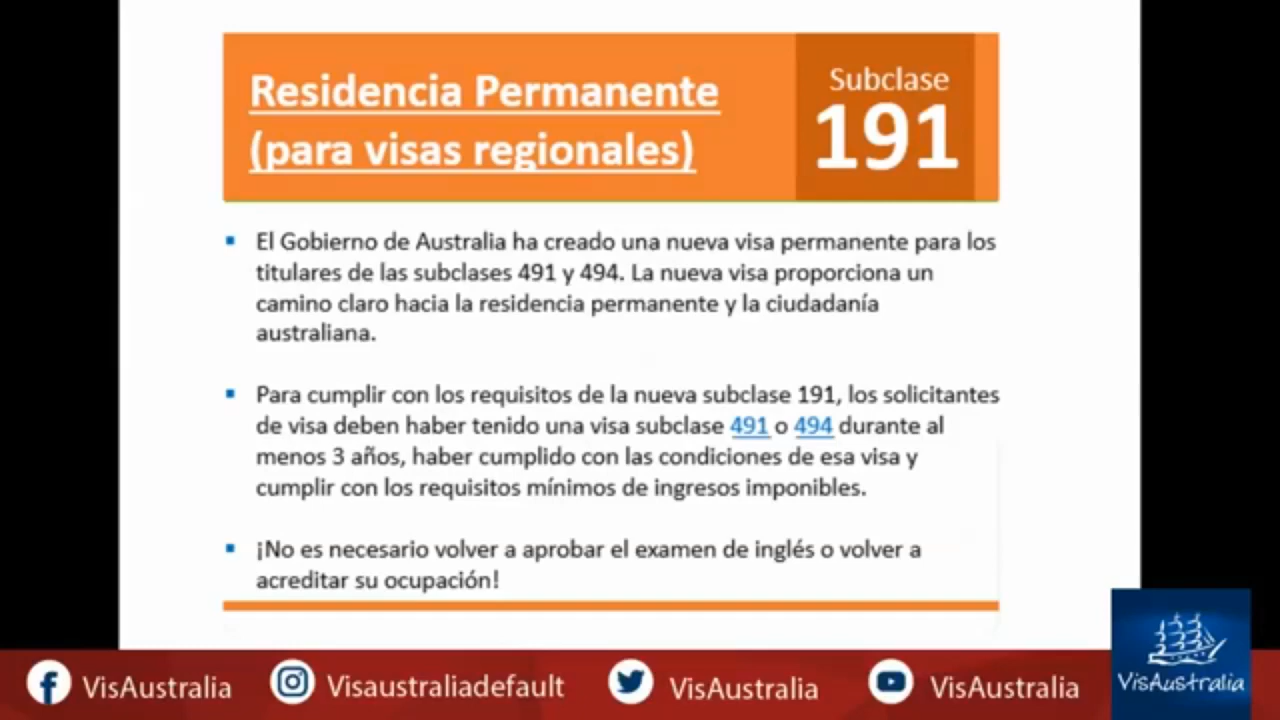 Residencia Permanente
(para visas regionales)
Subclase
191
▪ El Gobierno de Australia ha creado una nueva visa permanente para los
titulares de las subclases 491 y 494. La nueva visa proporciona un
camino claro hacia la residencia permanente y la ciudadanía
australiana.
▪ Para cumplir con los requisitos de la nueva subclase 191, los solicitantes
de visa deben haber tenido una visa subclase 491 o 494 durante al
menos 3 años, haber cumplido con las condiciones de esa visa y
cumplir con los requisitos mínimos de ingresos imponibles.
▪ ¡No es necesario volver a aprobar el examen de inglés o volver a
acreditar su ocupación!
VisAustralia
Visaustraliadefault
VisAustralia
VisAustralia
VisAustralia